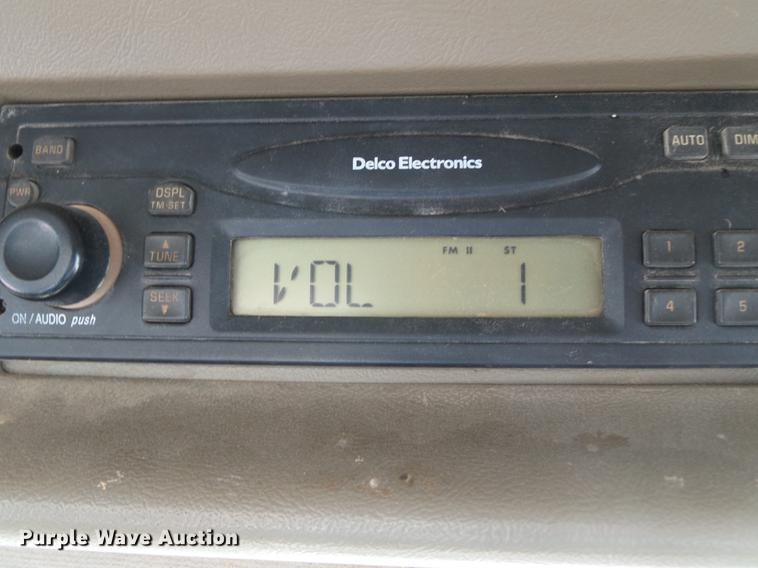 BAND
Delco Electronics
AUTO
DIM
PWR
DSPL
TM-SET
TUNE
SEEK
FM II ST
VOL 1
1 2
4 5
ON / AUDIO push
Purple Wave Auction